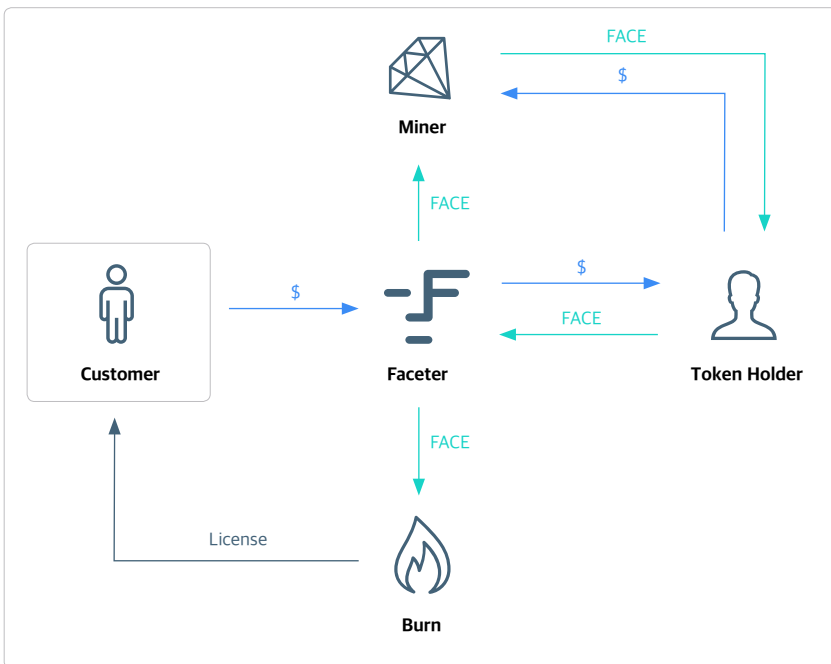 FACE
$
Miner
FACE
$
$
FACE
Customer
Faceter
Token Holder
FACE
License
Burn